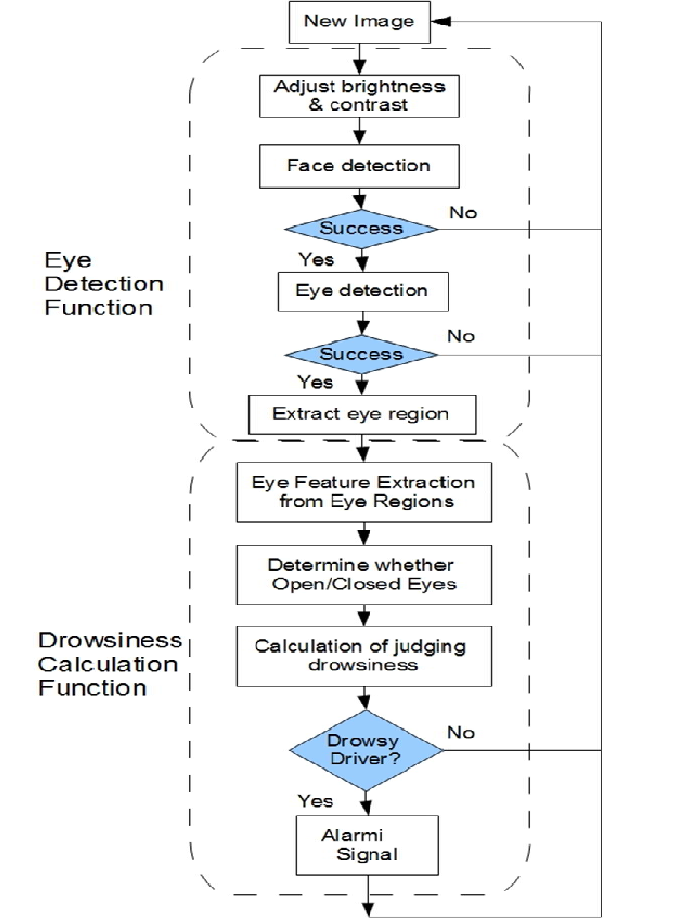 New Image
Adjust brightness
& contrast
Face detection
Success
No
Yes
Eye detection
Eye
Detection
Function
Success
No
Yes
Extract eye region
Eye Feature Extraction
from Eye Regions
Determine whether
Open/Closed Eyes
Calculation of judging
drowsiness
Drowsiness
Calculation
Function
Drowsy
Driver?
No
Yes
Alarmi
Signal